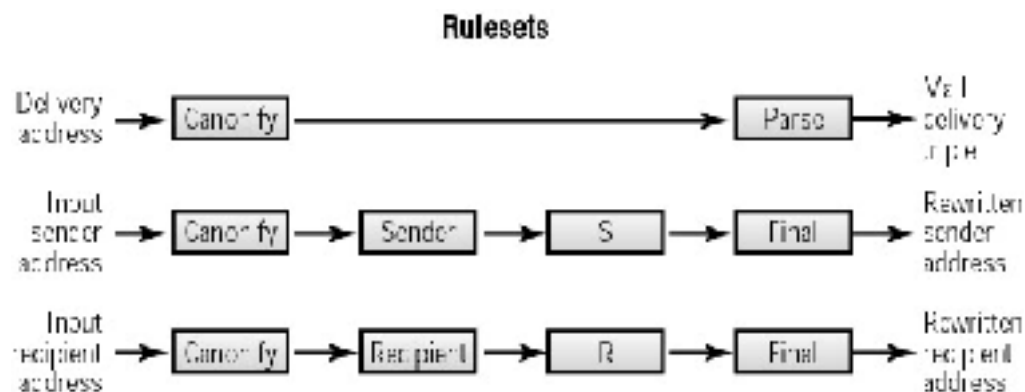 Rulesets
Delivery
address
Canonify
Parse
Mail
delivery
triple
Input
sender
address
Canonify
Sender
S
Final
Rewritten
sender
address
Input
recipient
address
Canonify
Recipient
R
Final
Rewritten
recipient
address